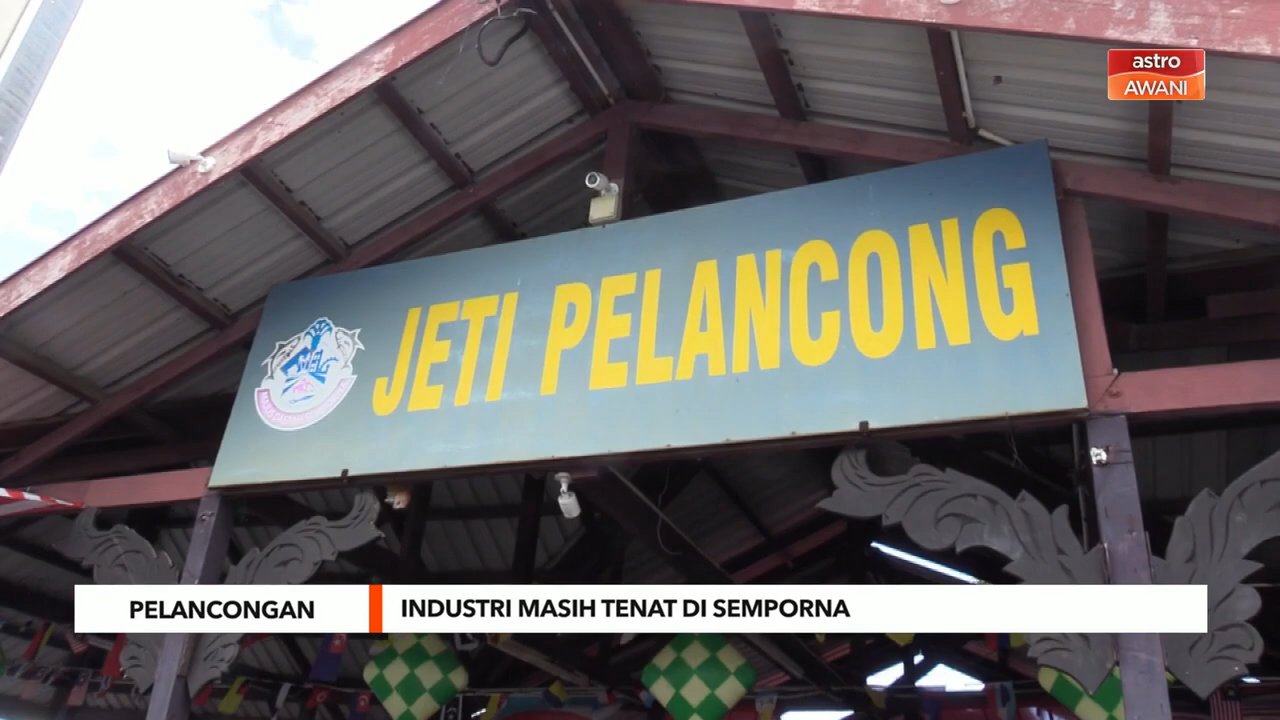 astro
AWANI
JETI PELANCONG
PELANCONGAN
INDUSTRI MASIH TENAT DI SEMPORNA